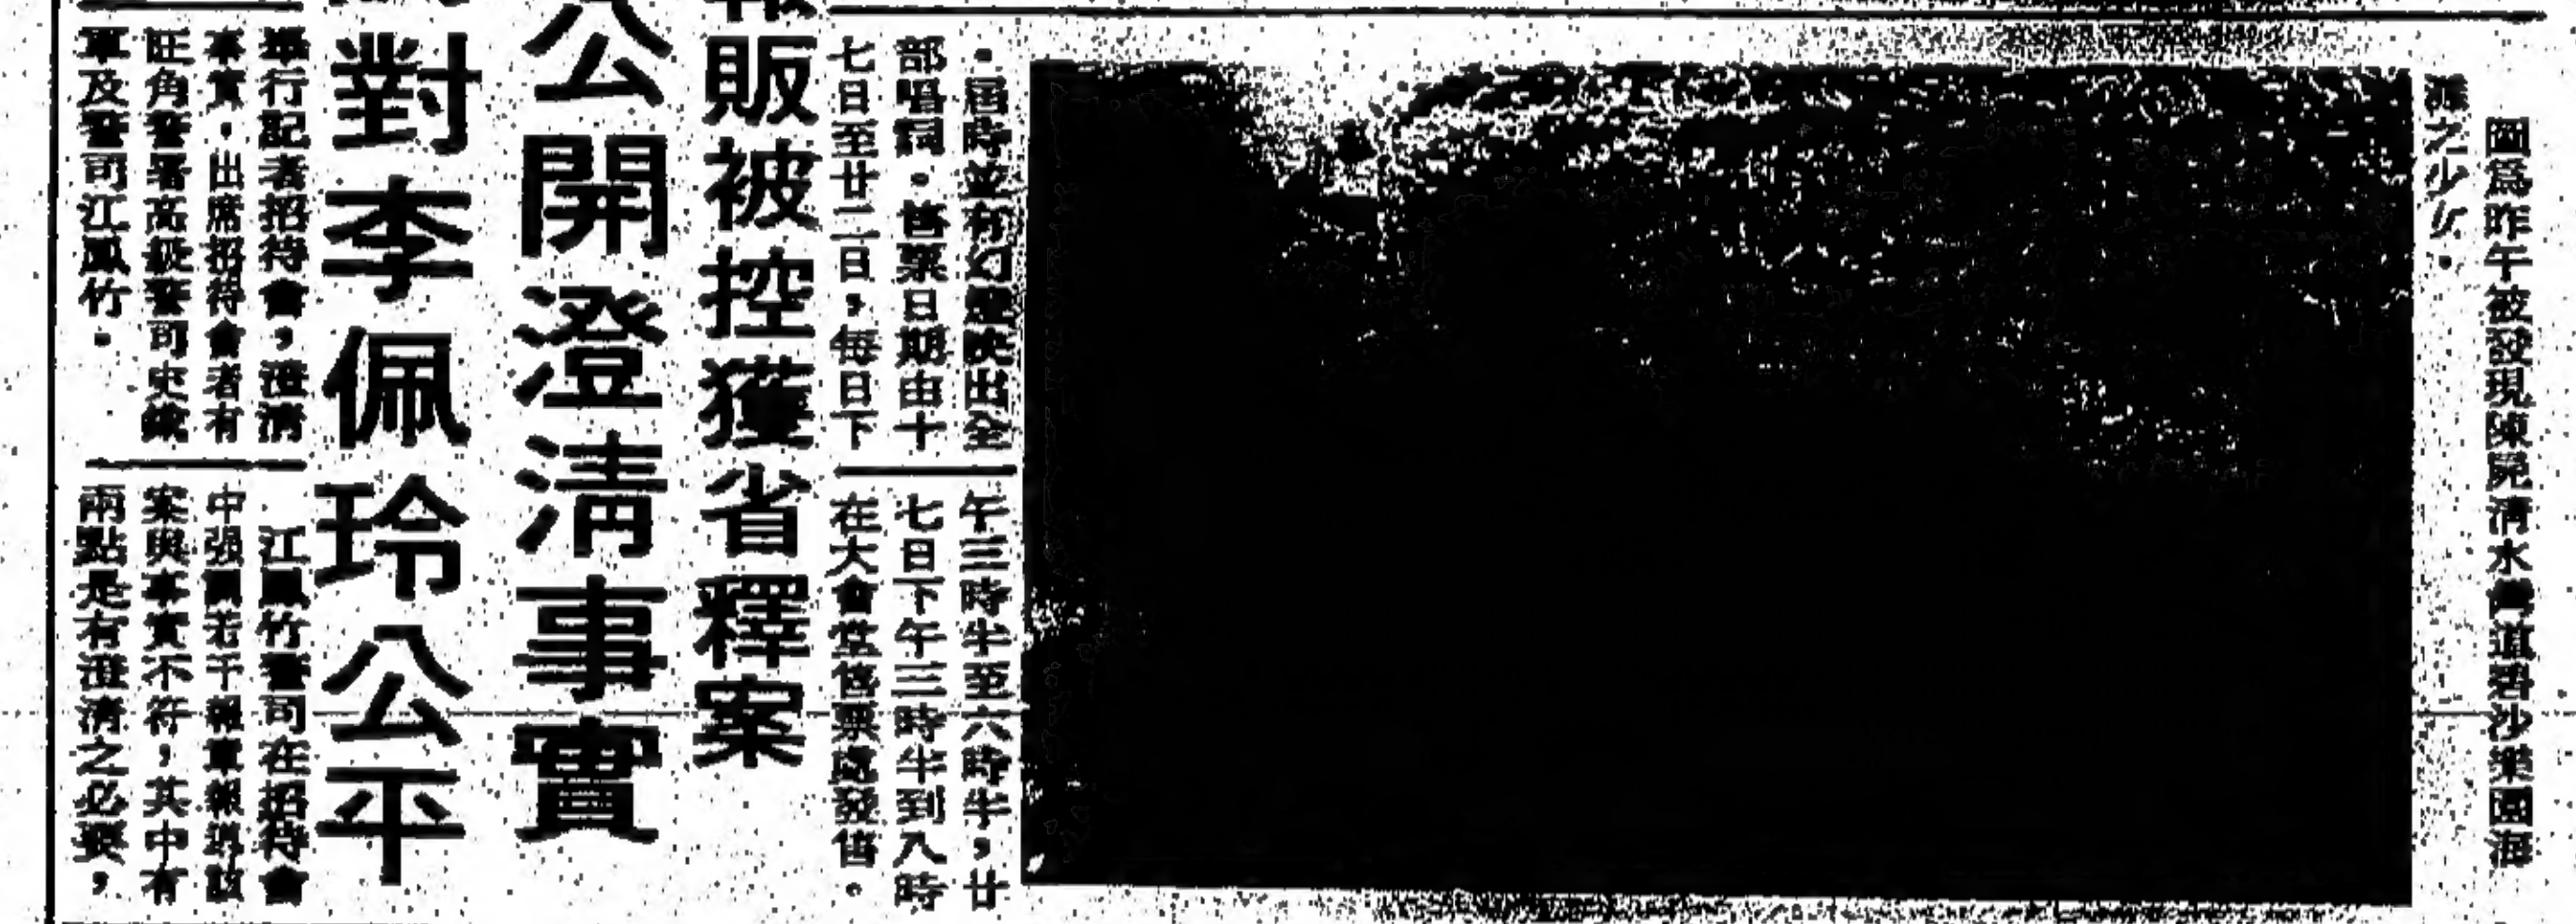 圖爲昨午被發現陳屍清水灣道碧沙樂園海
灘之少女。
。屆時並有幻燈映出全
部唱詞。售票日期由十
七日至廿二日，每日下
午三時半至六時半，廿
七日下午三時半到八時
在大會堂售票處發售。
報販被控獲省釋案
公開澄清事實
對李佩玲公平
舉行記者招待會，澄清
事實。出席招待會者有
旺角警署高級警司史
軍及警司江鳳竹。
江鳳竹警司在招待會
中強調若干報章報導該
案與事實不符，其中有
兩點是有澄清之必要，